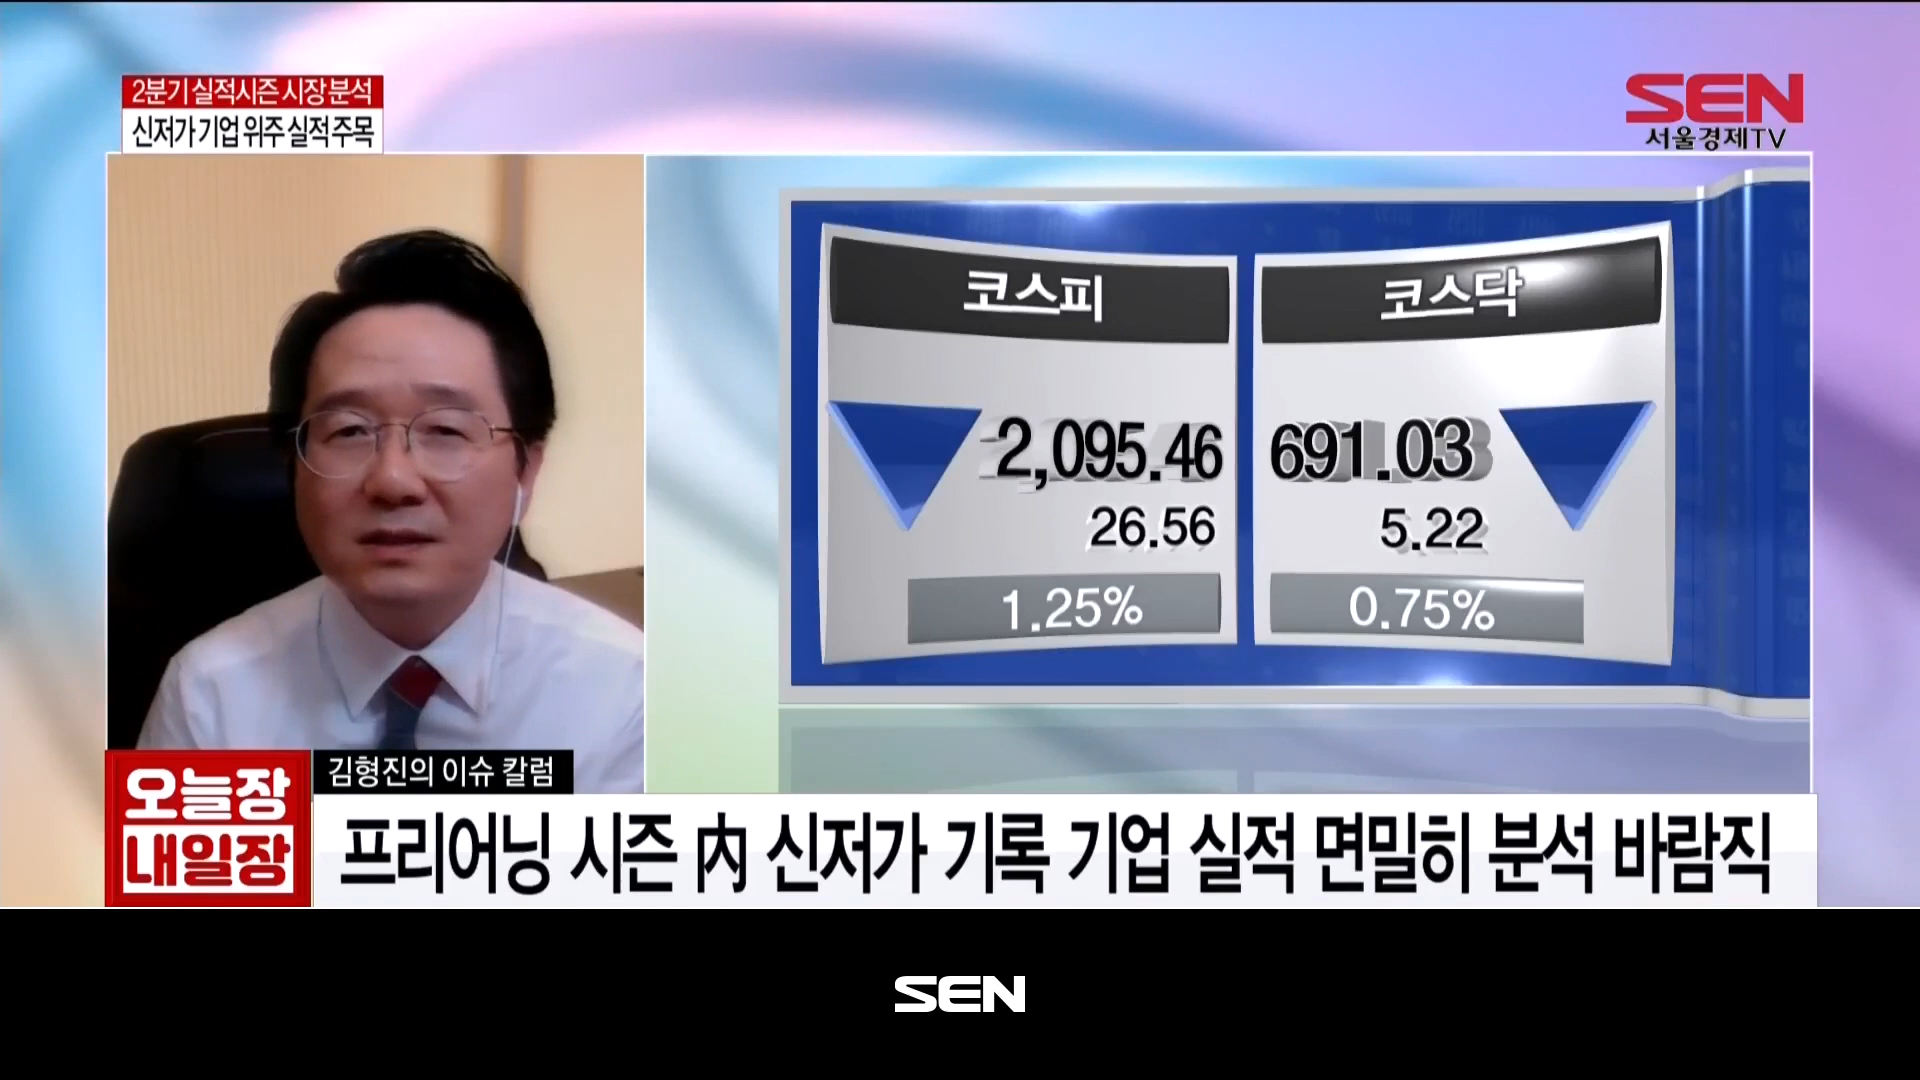 2분기 실적시즌 시장 분석
신저가 기업 위주 실적 주목
SEN
서울경제TV
코스피
2,095.46
26.56
1.25%
코스닥
691.03
5.22
0.75%
오늘장
내일장
김형진의 이슈 칼럼
프리어닝 시즌 內 신저가 기록 기업 실적 면밀히 분석 바람직
SEN